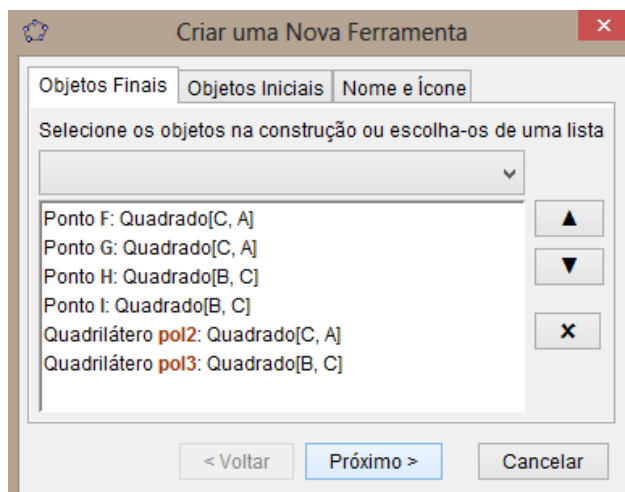 Criar uma Nova Ferramenta
Objetos Finais Objetos Iniciais Nome e Ícone
Selecione os objetos na construção ou escolha-os de uma lista
Ponto F: Quadrado[C, A]
Ponto G: Quadrado[C, A]
Ponto H: Quadrado[B, C]
Ponto I: Quadrado[B, C]
Quadrilátero pol2: Quadrado[C, A]
Quadrilátero pol3: Quadrado[B, C]
< Voltar Próximo > Cancelar